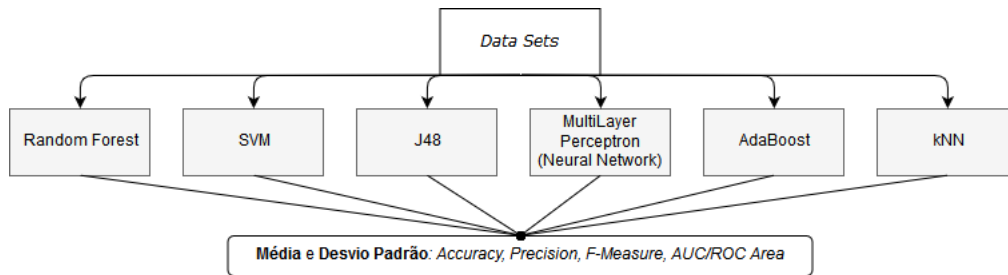 Data Sets
Random Forest
SVM
J48
MultiLayer
Perceptron
(Neural Network)
AdaBoost
kNN
Média e Desvio Padrão: Accuracy, Precision, F-Measure, AUC/ROC Area